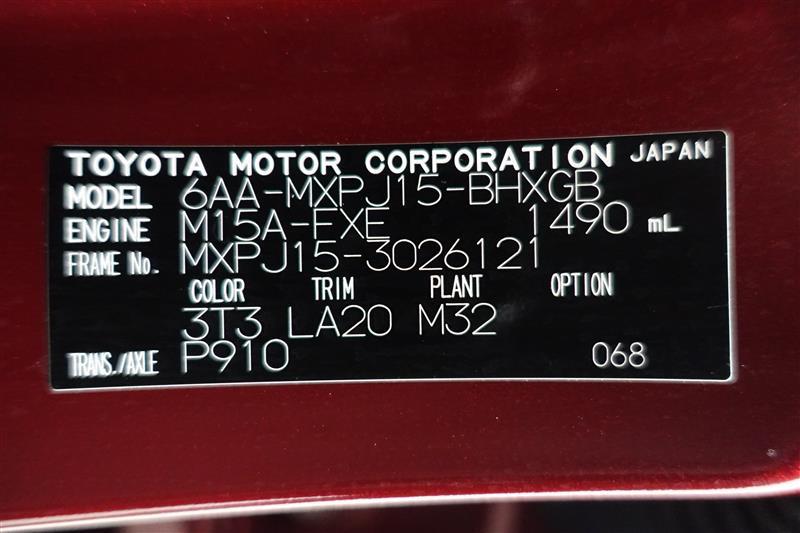 TOYOTA MOTOR CORPORATION JAPAN
MODEL 6AA-MXPJ15-BHXGB
ENGINE M15A-FXE 1490 mL
FRAME No. MXPJ15-3026121
COLOR TRIM PLANT OPTION
3T3 LA20 M32
TRANS./AXLE P910 068